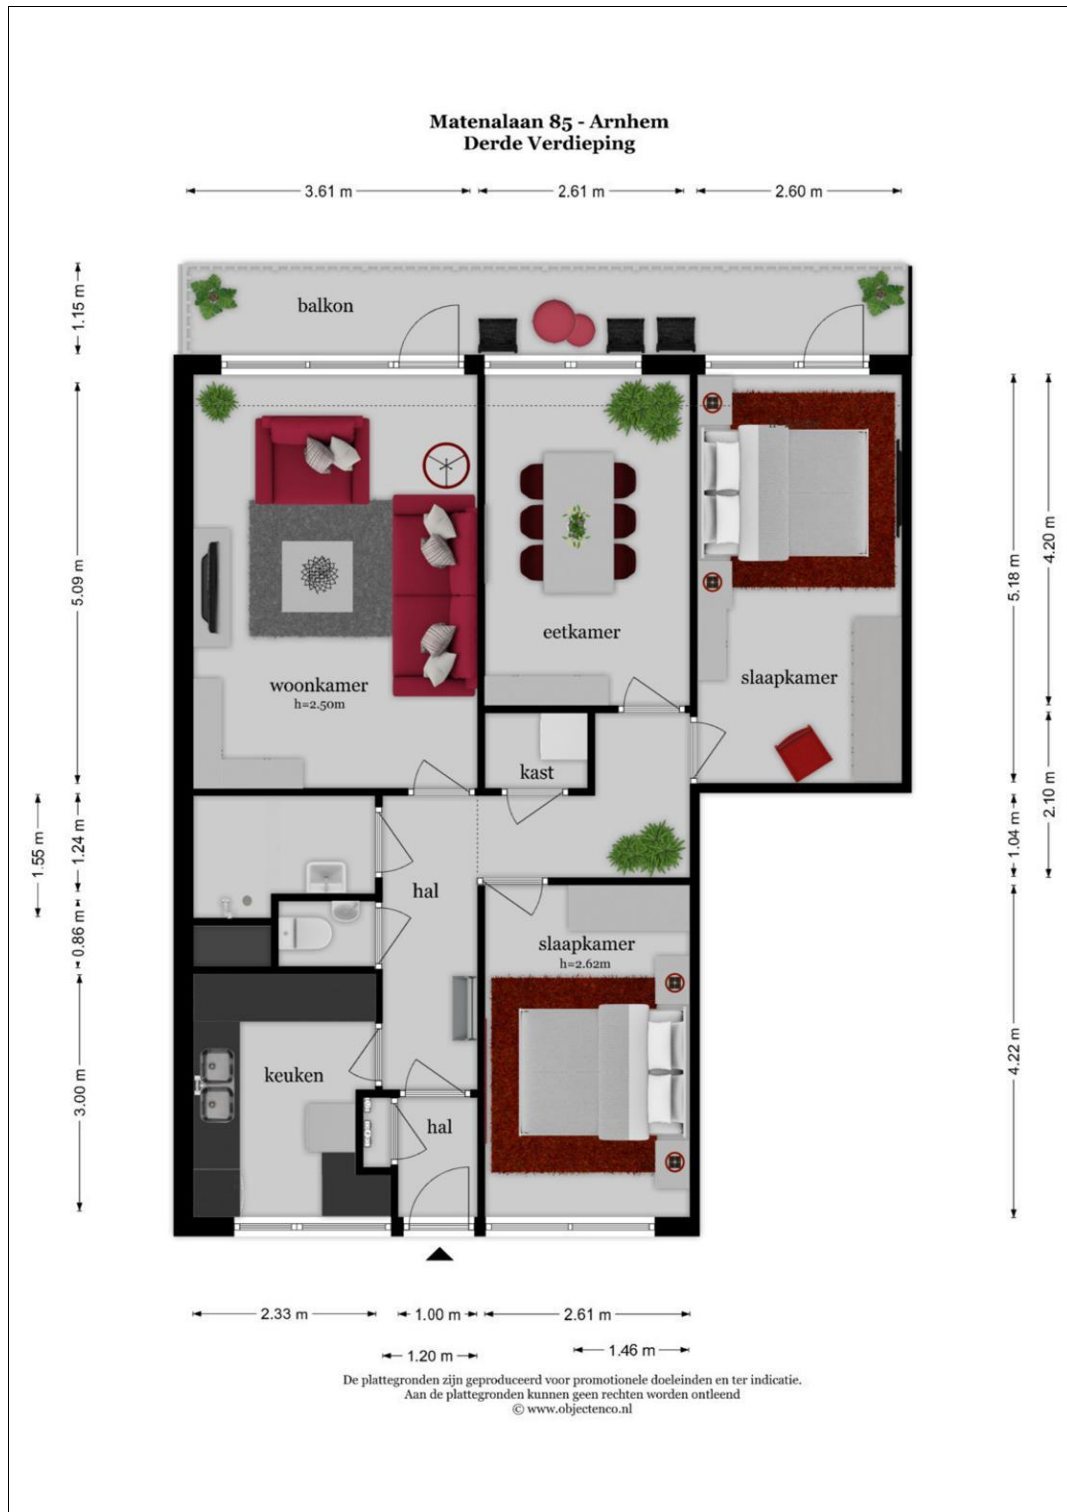 Matenalaan 85 - Arnhem
Derde Verdieping
3.61 m
2.61 m
2.60 m
1.15 m
balkon
5.09 m
5.18 m
4.20 m
eetkamer
woonkamer
h=2.50m
slaapkamer
kast
1.55 m
1.24 m
1.04 m
2.10 m
hal
0.86 m
slaapkamer
h=2.62m
3.00 m
keuken
4.22 m
hal
2.33 m
1.00 m
2.61 m
1.20 m
1.46 m
De plattegronden zijn geproduceerd voor promotionele doeleinden en ter indicatie.
Aan de plattegronden kunnen geen rechten worden ontleend
© www.objectenco.nl